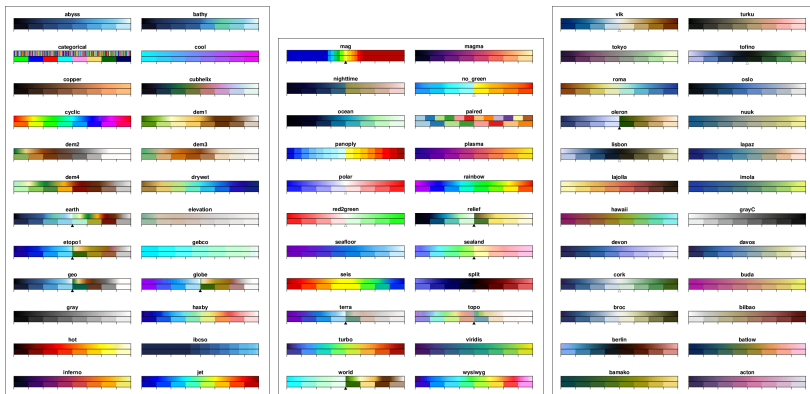 abyss
bathy
categorical
cool
copper
cubhelix
cyclic
dem1
dem2
dem3
dem4
drywet
earth
elevation
etopo1
gebco
geo
globe
gray
haxby
hot
ibcso
inferno
jet
mag
magma
nighttime
no_green
ocean
paired
panoply
plasma
polar
rainbow
red2green
relief
seafloor
sealand
seis
split
terra
topo
turbo
viridis
world
wysiwyg
vik
turku
tokyo
tofino
roma
oslo
oleron
nuuk
lisbon
lapaz
lajolla
imola
hawaii
grayC
devon
davos
cork
buda
broc
bilbao
berlin
batlow
bamako
acton